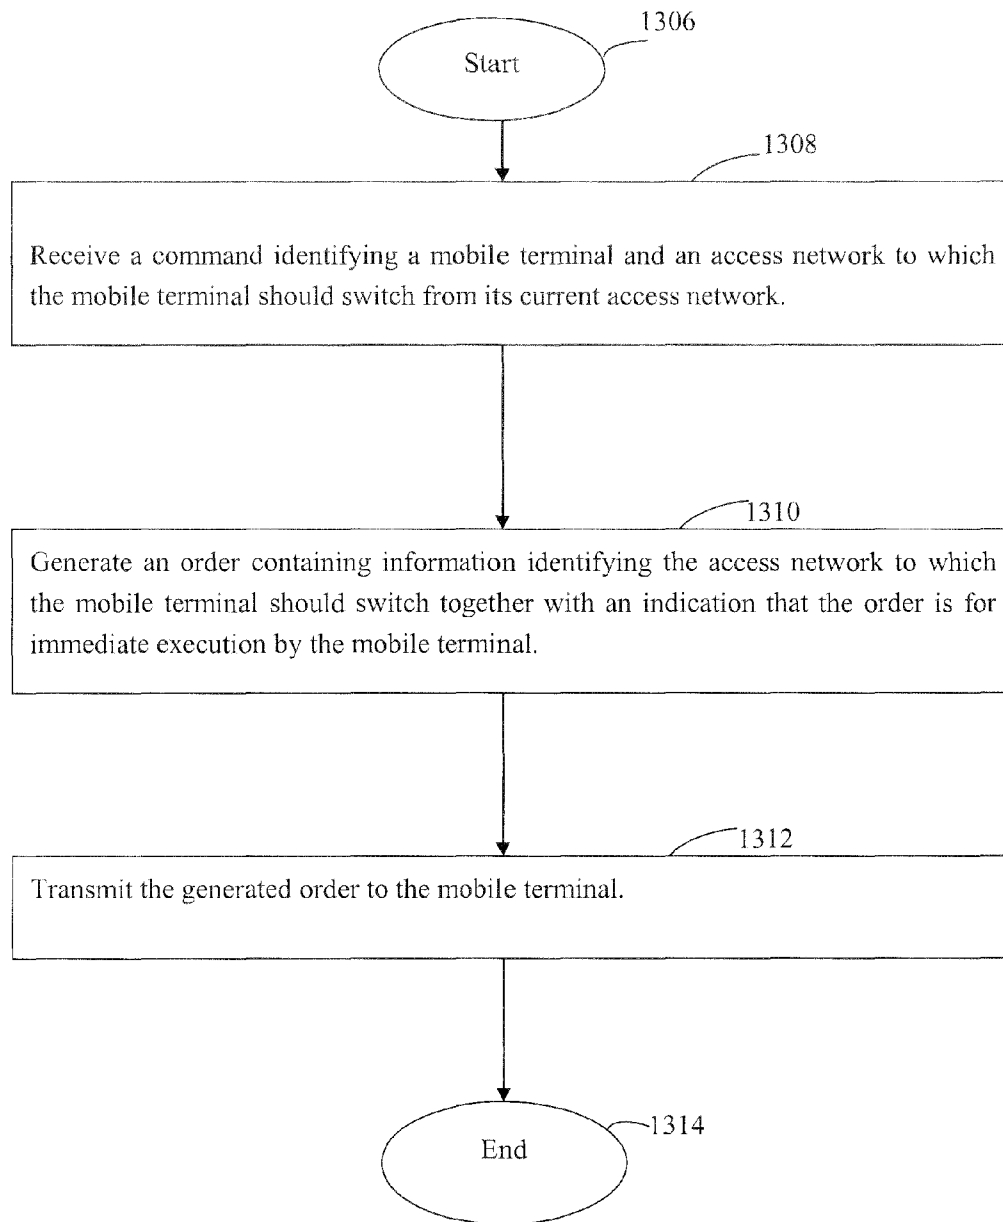 1306
Start
1308
Receive a command identifying a mobile terminal and an access network to which
the mobile terminal should switch from its current access network.
1310
Generate an order containing information identifying the access network to which
the mobile terminal should switch together with an indication that the order is for
immediate execution by the mobile terminal.
1312
Transmit the generated order to the mobile terminal.
1314
End